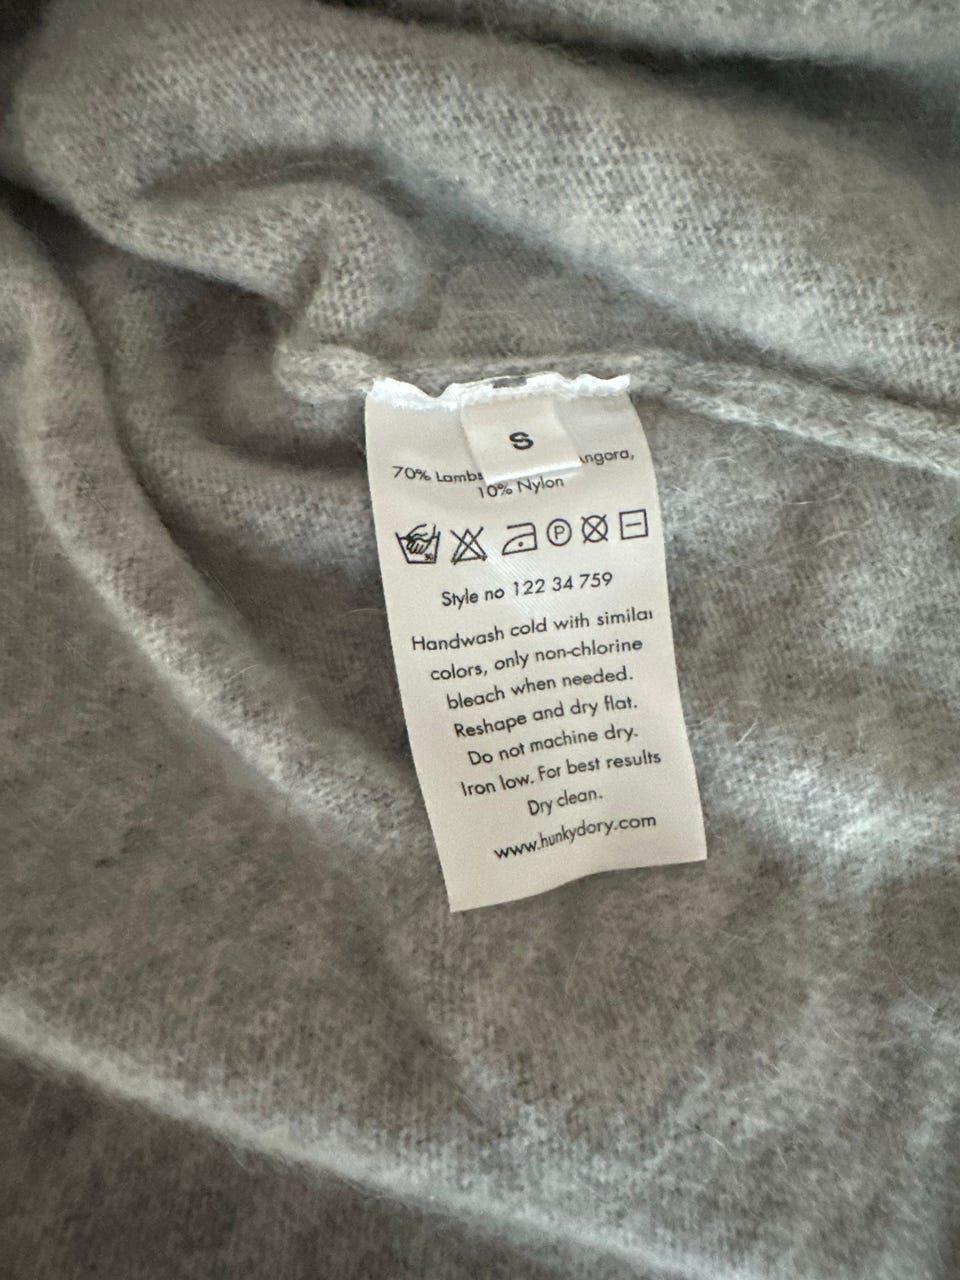 S
70% Lambs ngora,
10% Nylon
30
P
Style no 122 34 759
Handwash cold with similar
colors, only non-chlorine
bleach when needed.
Reshape and dry flat.
Do not machine dry.
Iron low. For best results
Dry clean.
www.hunkydory.com